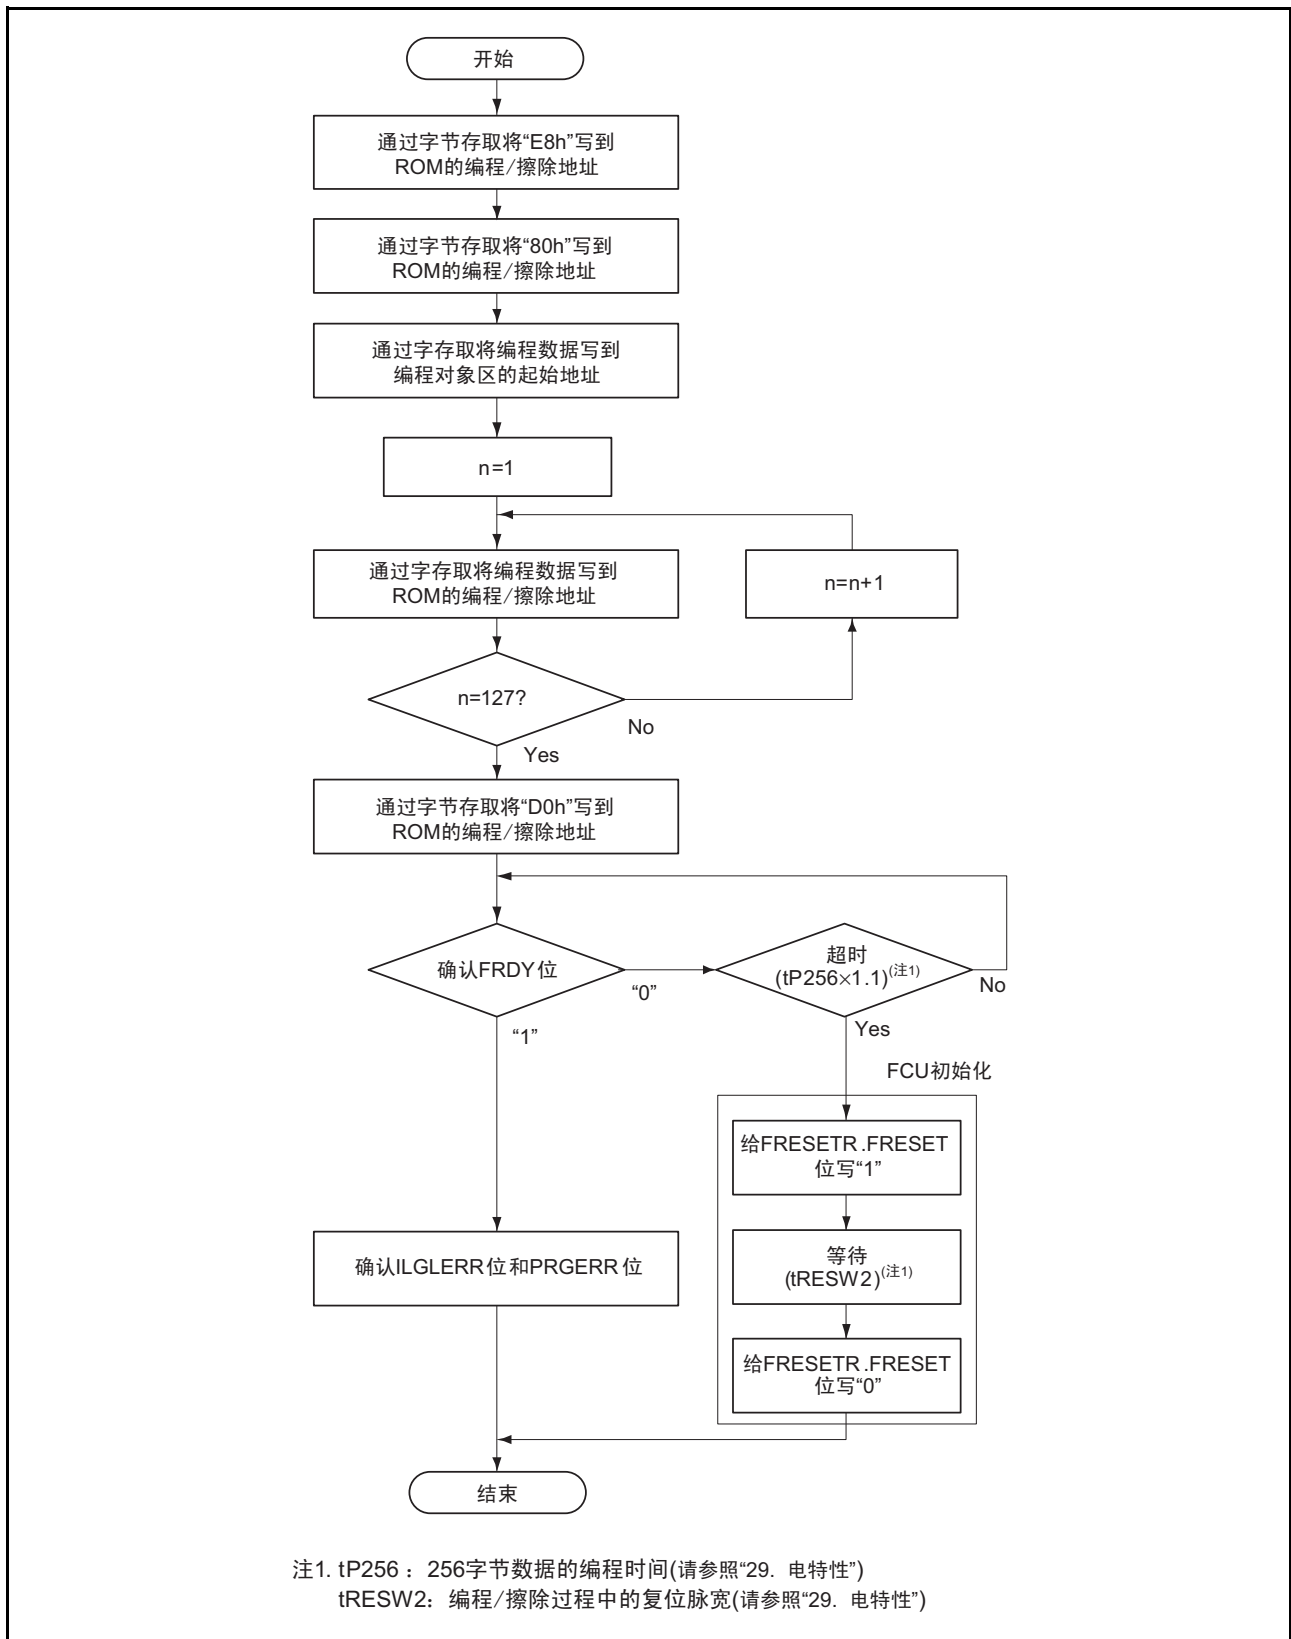 开始
通过字节存取将“E8h”写到
ROM的编程/擦除地址
通过字节存取将“80h”写到
ROM的编程/擦除地址
通过字存取将编程数据写到
编程对象区的起始地址
n=1
通过字存取将编程数据写到
ROM的编程/擦除地址
n=n+1
n=127?
No
Yes
通过字节存取将“D0h”写到
ROM的编程/擦除地址
确认FRDY位
“0”
超时
(tP256×1.1)(注1)
No
“1”
Yes
FCU初始化
给FRESETR.FRESET
位写“1”
等待
(tRESW2)(注1)
确认ILGLERR位和PRGERR位
给FRESETR.FRESET
位写“0”
结束
注1. tP256 ：256字节数据的编程时间(请参照“29. 电特性”)
tRESW2：编程/擦除过程中的复位脉宽(请参照“29. 电特性”)